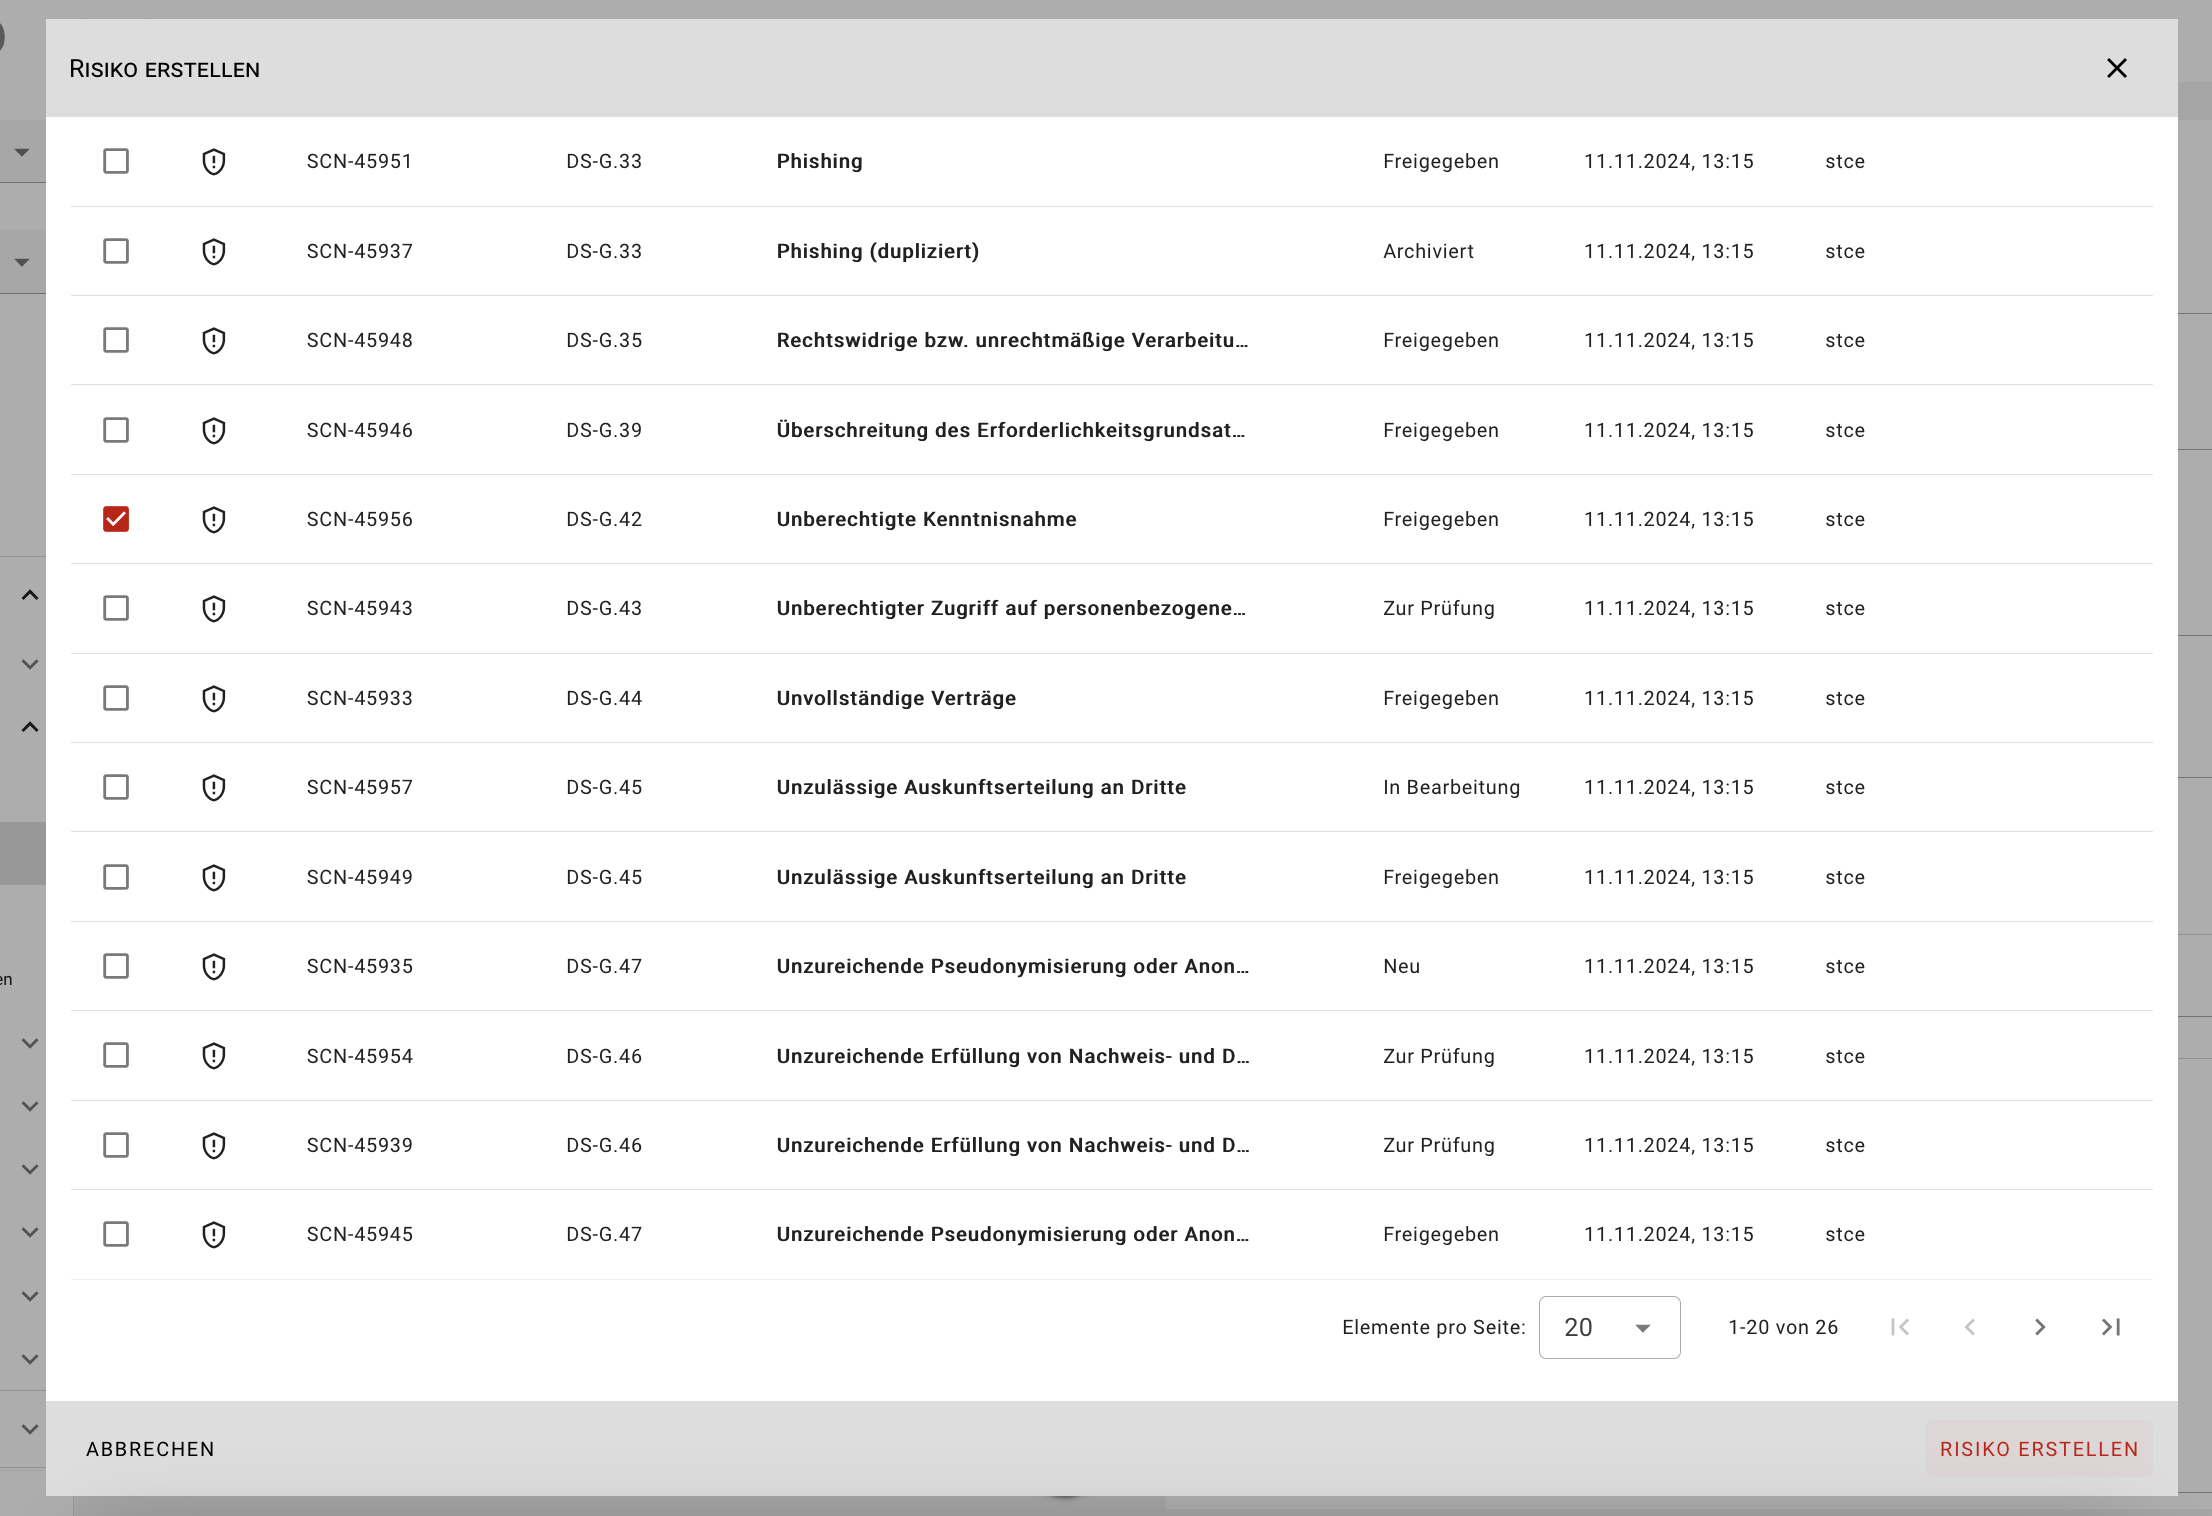 RISIKO ERSTELLEN
SCN-45951 DS-G.33 Phishing Freigegeben 11.11.2024, 13:15 stce
SCN-45937 DS-G.33 Phishing (dupliziert) Archiviert 11.11.2024, 13:15 stce
SCN-45948 DS-G.35 Rechtswidrige bzw. unrechtmäßige Verarbeitu… Freigegeben 11.11.2024, 13:15 stce
SCN-45946 DS-G.39 Überschreitung des Erforderlichkeitsgrundsat… Freigegeben 11.11.2024, 13:15 stce
SCN-45956 DS-G.42 Unberechtigte Kenntnisnahme Freigegeben 11.11.2024, 13:15 stce
SCN-45943 DS-G.43 Unberechtigter Zugriff auf personenbezogene… Zur Prüfung 11.11.2024, 13:15 stce
SCN-45933 DS-G.44 Unvollständige Verträge Freigegeben 11.11.2024, 13:15 stce
SCN-45957 DS-G.45 Unzulässige Auskunftserteilung an Dritte In Bearbeitung 11.11.2024, 13:15 stce
SCN-45949 DS-G.45 Unzulässige Auskunftserteilung an Dritte Freigegeben 11.11.2024, 13:15 stce
SCN-45935 DS-G.47 Unzureichende Pseudonymisierung oder Anon… Neu 11.11.2024, 13:15 stce
en
SCN-45954 DS-G.46 Unzureichende Erfüllung von Nachweis- und D… Zur Prüfung 11.11.2024, 13:15 stce
SCN-45939 DS-G.46 Unzureichende Erfüllung von Nachweis- und D… Zur Prüfung 11.11.2024, 13:15 stce
SCN-45945 DS-G.47 Unzureichende Pseudonymisierung oder Anon… Freigegeben 11.11.2024, 13:15 stce
Elemente pro Seite: 20 1-20 von 26
ABBRECHEN RISIKO ERSTELLEN